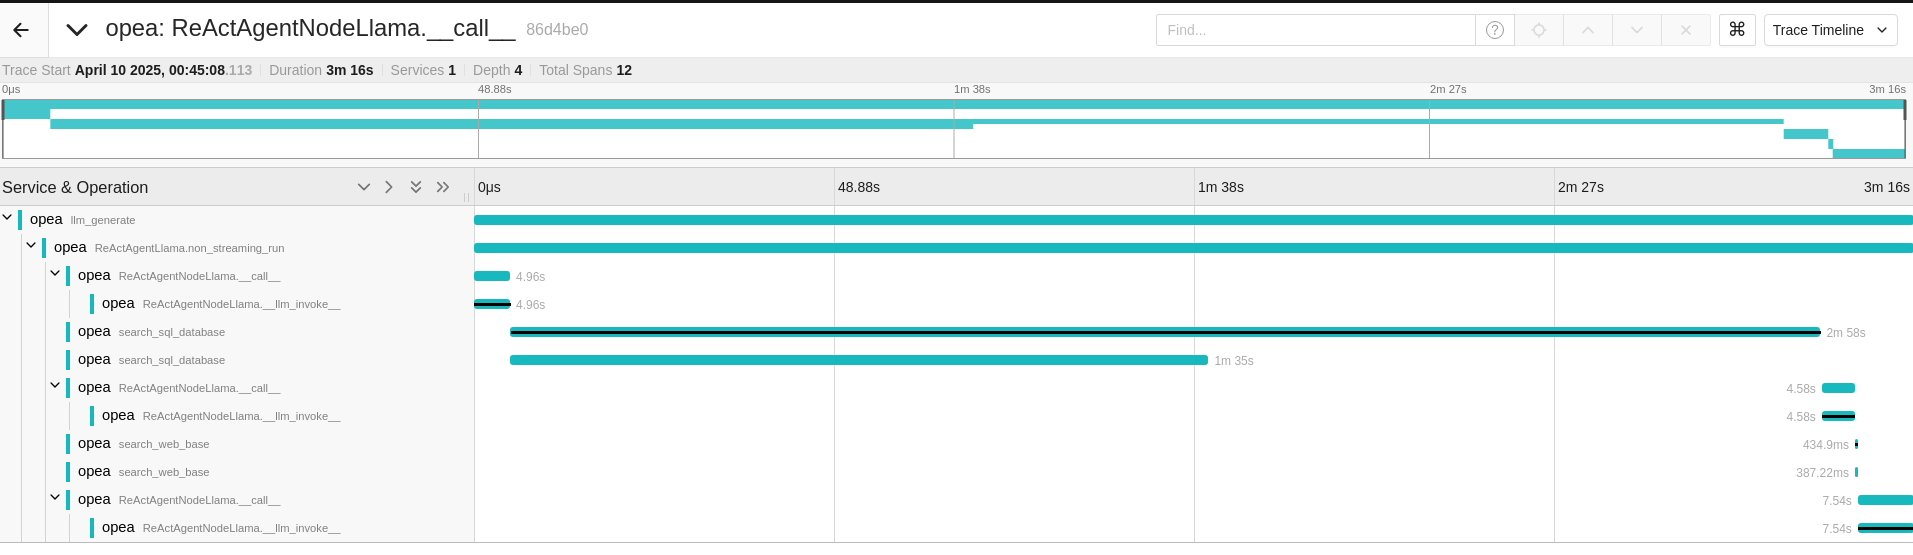 opea: ReActAgentNodeLlama.__call__ 86d4be0 Find... ? ⌘ Trace Timeline
Trace Start April 10 2025, 00:45:08.113 Duration 3m 16s Services 1 Depth 4 Total Spans 12
0μs 48.88s 1m 38s 2m 27s 3m 16s
Service & Operation 0μs 48.88s 1m 38s 2m 27s 3m 16s
opea llm_generate
opea ReActAgentLlama.non_streaming_run
opea ReActAgentNodeLlama.__call__ 4.96s
opea ReActAgentNodeLlama.__llm_invoke__ 4.96s
opea search_sql_database 2m 58s
opea search_sql_database 1m 35s
opea ReActAgentNodeLlama.__call__ 4.58s
opea ReActAgentNodeLlama.__llm_invoke__ 4.58s
opea search_web_base 434.9ms
opea search_web_base 387.22ms
opea ReActAgentNodeLlama.__call__ 7.54s
opea ReActAgentNodeLlama.__llm_invoke__ 7.54s